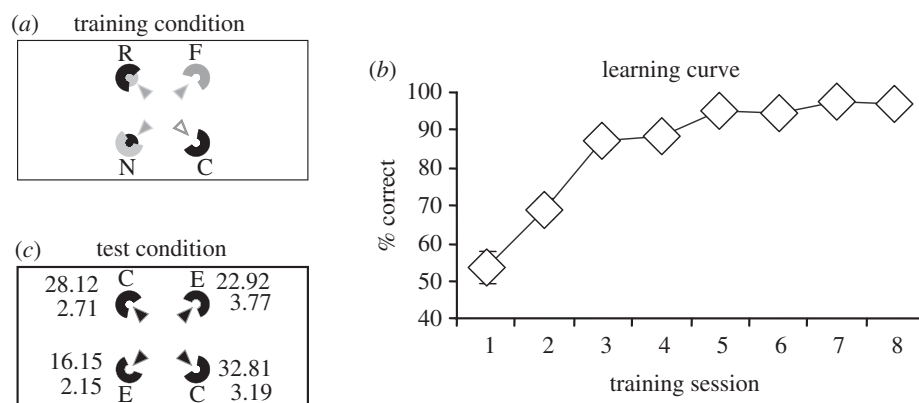 (a) training condition
R F
N C
(b) learning curve
100
90
80
70
60
50
40
% correct
1 2 3 4 5 6 7 8
training session
(c) test condition
28.12 C E 22.92
2.71 3.77
16.15 32.81
2.15 E C 3.19